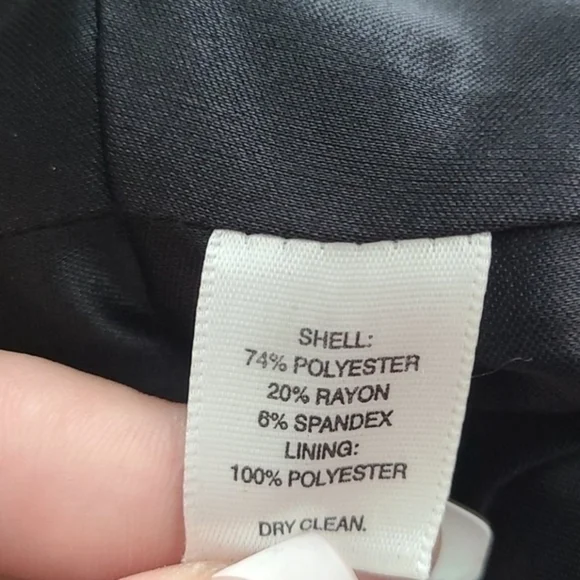 SHELL:
74% POLYESTER
20% RAYON
6% SPANDEX
LINING:
100% POLYESTER
DRY CLEAN.